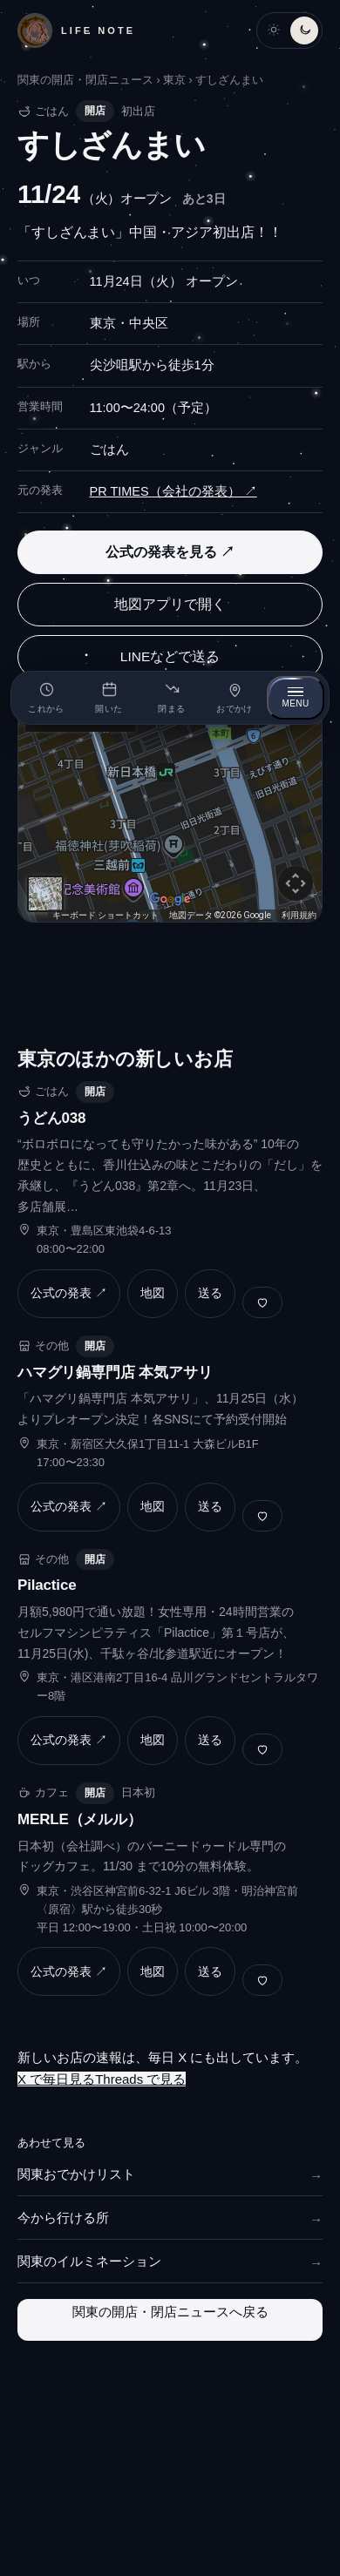 LIFE NOTE
関東の開店・閉店ニュース › 東京 › すしざんまい
ごはん 開店 初出店
すしざんまい
11/24（火）オープン あと3日
「すしざんまい」中国・アジア初出店！！
いつ 11月24日（火） オープン
場所 東京・中央区
駅から 尖沙咀駅から徒歩1分
営業時間 11:00〜24:00（予定）
ジャンル ごはん
元の発表 PR TIMES（会社の発表） ↗
公式の発表を見る ↗
地図アプリで開く
LINEなどで送る
これから 開いた 閉まる おでかけ MENU
本町 6
4丁目 新日本橋 JR 3丁目 えびす通り
旧日光街道
3丁目 旧日光街道 2丁目
福徳神社(芽吹稲荷)
三越前
記念美術館
Google
キーボード ショートカット 地図データ ©2026 Google 利用規約
東京のほかの新しいお店
ごはん 開店
うどん038
“ボロボロになっても守りたかった味がある” 10年の
歴史とともに、香川仕込みの味とこだわりの「だし」を
承継し、『うどん038』第2章へ。11月23日、
多店舗展…
東京・豊島区東池袋4-6-13
08:00〜22:00
公式の発表 ↗ 地図 送る
その他 開店
ハマグリ鍋専門店 本気アサリ
「ハマグリ鍋専門店 本気アサリ」、11月25日（水）
よりプレオープン決定！各SNSにて予約受付開始
東京・新宿区大久保1丁目11-1 大森ビルB1F
17:00〜23:30
公式の発表 ↗ 地図 送る
その他 開店
Pilactice
月額5,980円で通い放題！女性専用・24時間営業の
セルフマシンピラティス「Pilactice」第１号店が、
11月25日(水)、千駄ヶ谷/北参道駅近にオープン！
東京・港区港南2丁目16-4 品川グランドセントラルタワ
ー8階
公式の発表 ↗ 地図 送る
カフェ 開店 日本初
MERLE（メルル）
日本初（会社調べ）のバーニードゥードル専門の
ドッグカフェ。11/30 まで10分の無料体験。
東京・渋谷区神宮前6-32-1 J6ビル 3階・明治神宮前
〈原宿〉駅から徒歩30秒
平日 12:00〜19:00・土日祝 10:00〜20:00
公式の発表 ↗ 地図 送る
新しいお店の速報は、毎日 X にも出しています。
X で毎日見るThreads で見る
あわせて見る
関東おでかけリスト →
今から行ける所 →
関東のイルミネーション →
関東の開店・閉店ニュースへ戻る